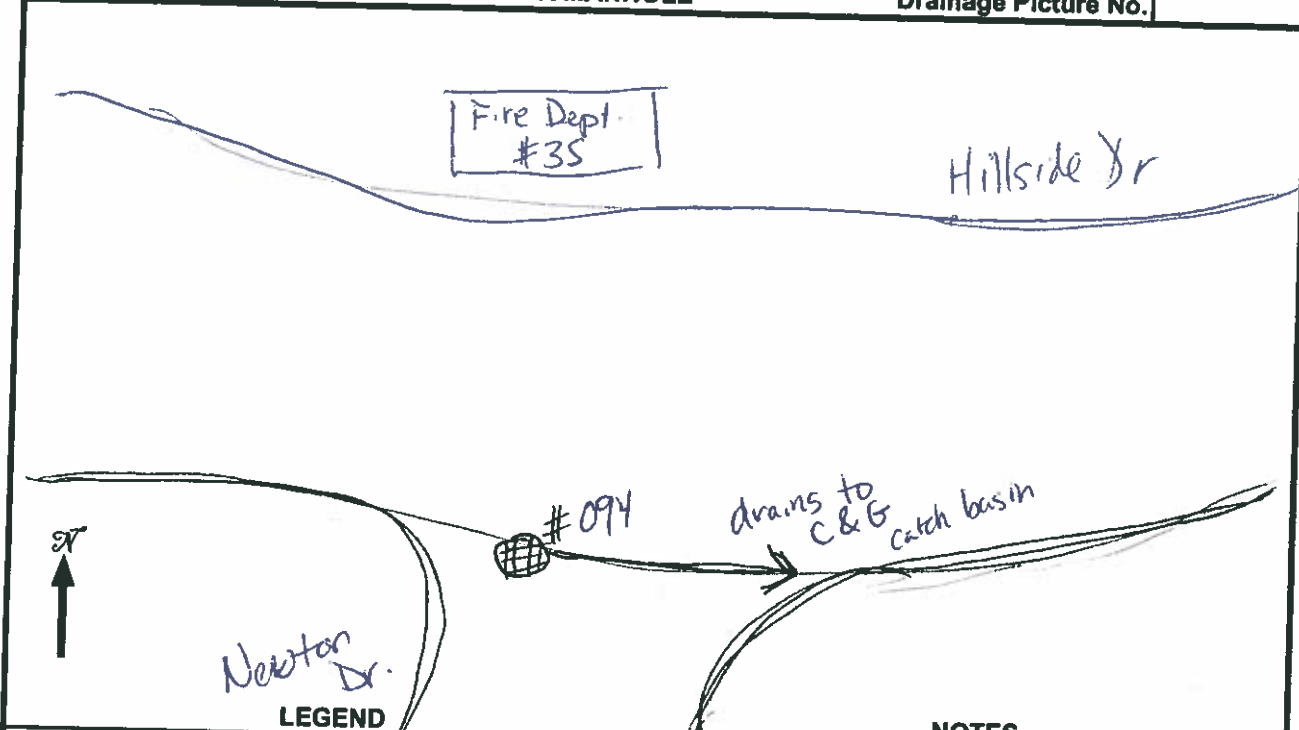 Drainage Picture No.
Fire Dept.
#35
Hillside Dr
#094
drains to
C & G
catch basin
N
Newton
Dr.
LEGEND
NOTES